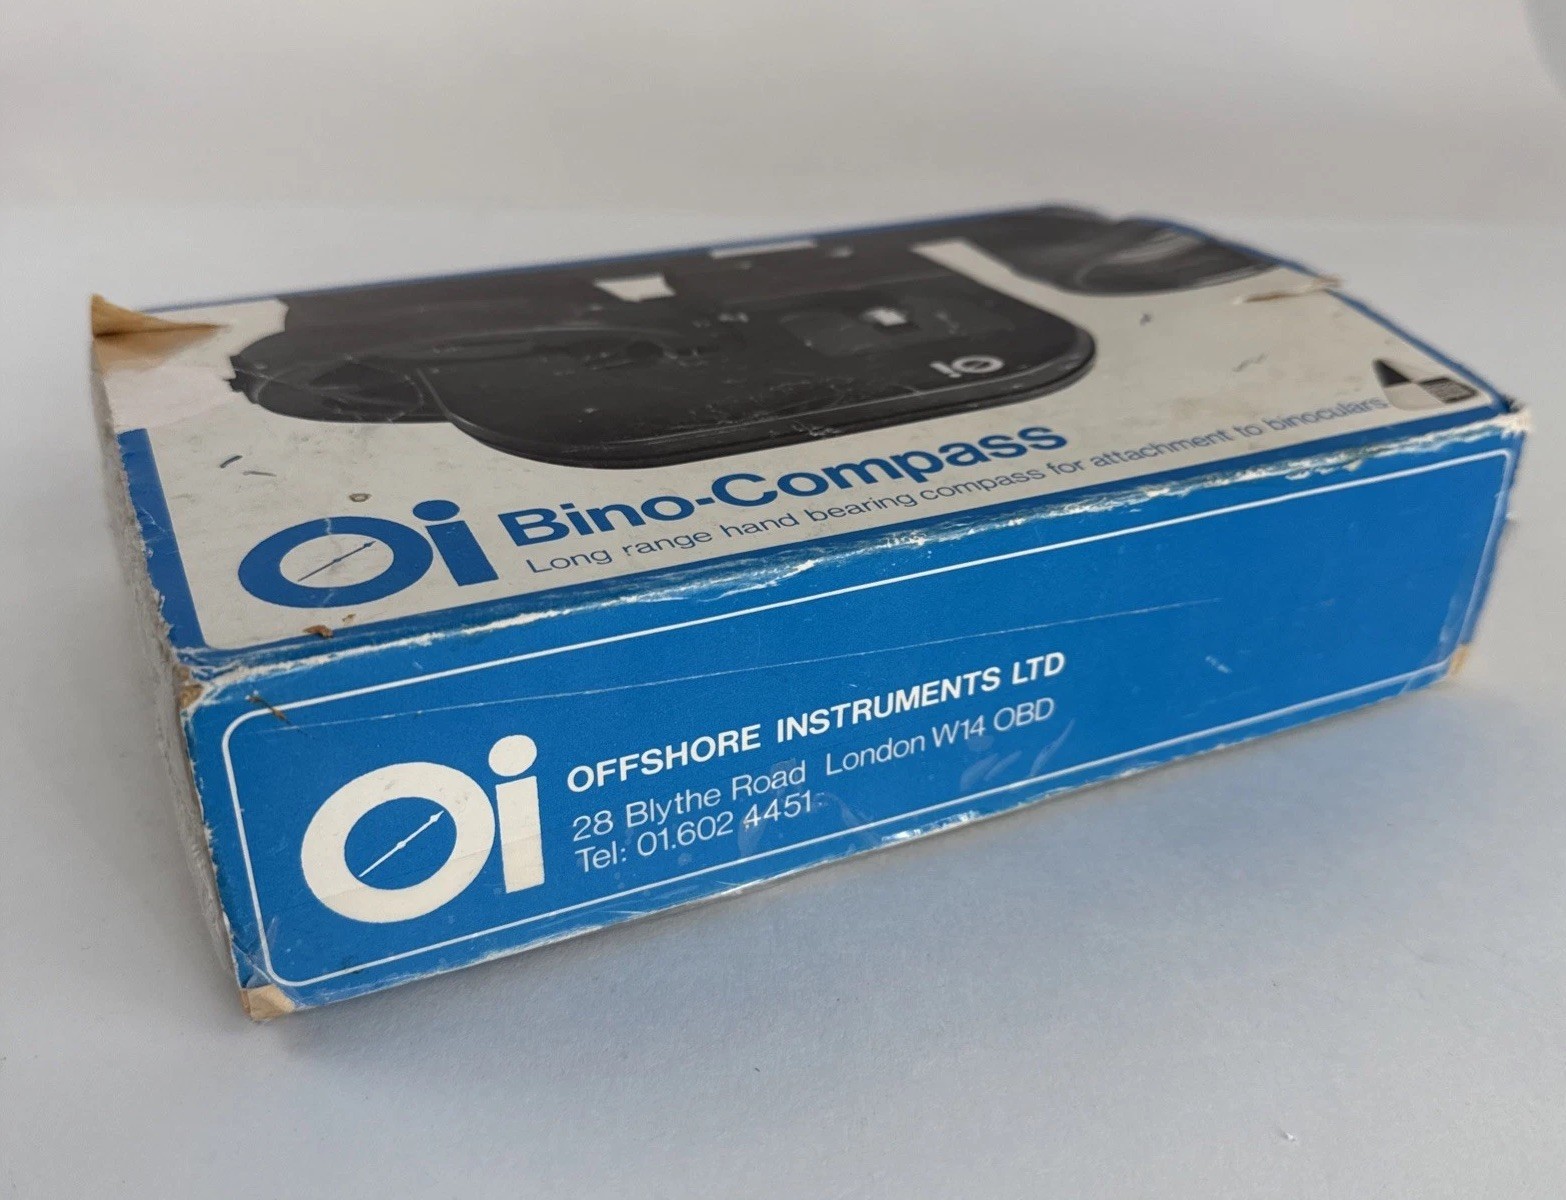 Oi
Oi Bino-Compass
Long range hand bearing compass for attachment to binoculars
Oi OFFSHORE INSTRUMENTS LTD
28 Blythe Road London W14 OBD
Tel: 01.602 4451